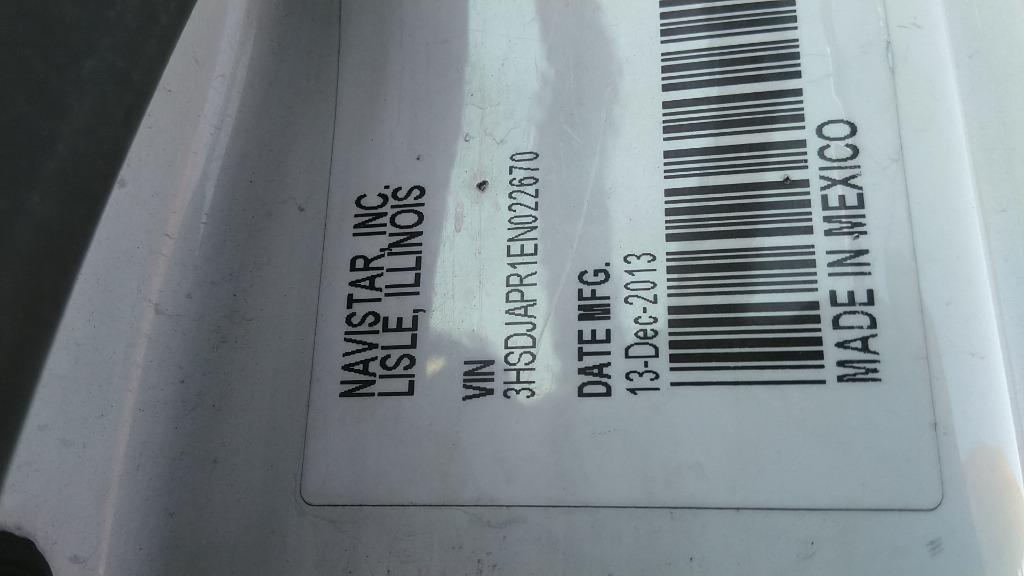 NAVISTAR, INC.
LISLE, ILLINOIS
VIN
3HSDJAPR1EN022670
DATE MFG.
13-Dec-2013
MADE IN MEXICO